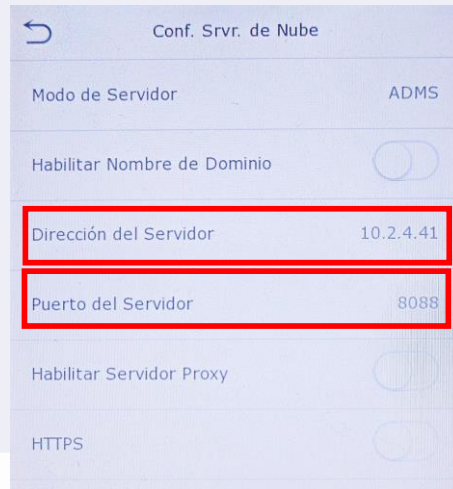 Conf. Srvr. de Nube
Modo de Servidor ADMS
Habilitar Nombre de Dominio
Dirección del Servidor 10.2.4.41
Puerto del Servidor 8088
Habilitar Servidor Proxy
HTTPS